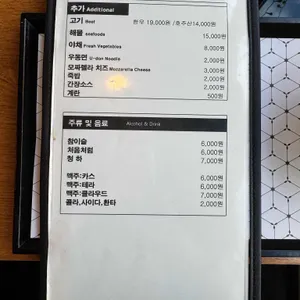 추가 Additional
고기 Beef 한우 19,000원 / 호주산14,000원
해물 seafoods 15,000원
야채 Fresh Vegetables 8,000원
우동면 U-don Noodle 2,000원
모짜렐라 치즈 Mozzarella Cheese 3,000원
죽밥 2,000원
간장소스 2,000원
계란 500원
주류 및 음료 Alcohol & Drink
참이슬 6,000원
처음처럼 6,000원
청 하 7,000원
맥주:카스 6,000원
맥주:테라 6,000원
맥주:클라우드 7,000원
콜라,사이다,환타 2,000원